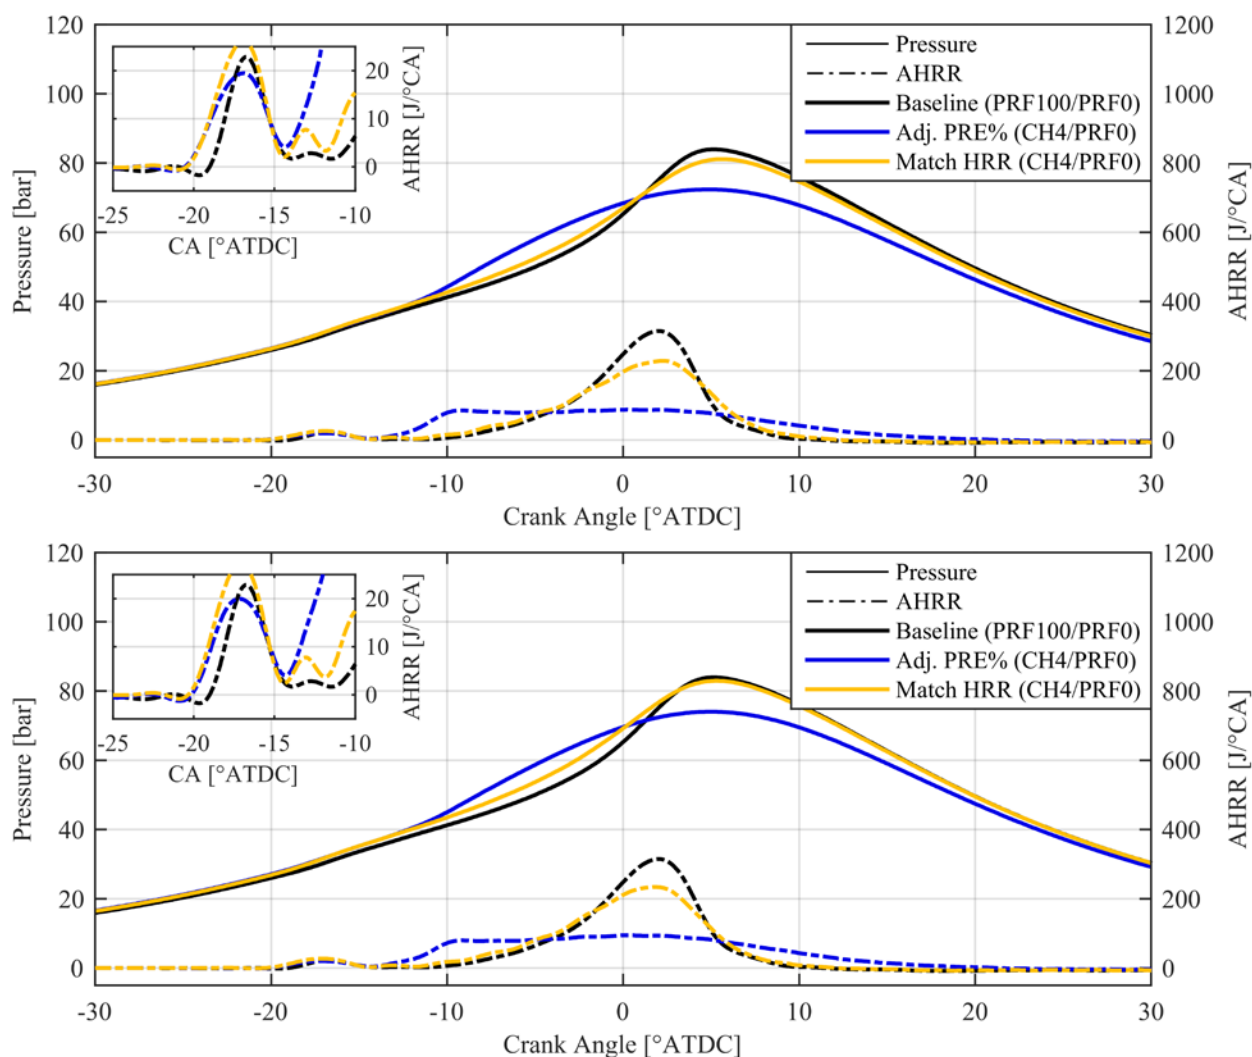 120
100
80
60
40
20
0
Pressure [bar]
1200
1000
800
600
400
200
0
AHRR [J/°CA]
20
10
0
AHRR [J/°CA]
-25 -20 -15 -10
CA [°ATDC]
Pressure
AHRR
Baseline (PRF100/PRF0)
Adj. PRE% (CH4/PRF0)
Match HRR (CH4/PRF0)
-30 -20 -10 0 10 20 30
Crank Angle [°ATDC]
120
100
80
60
40
20
0
Pressure [bar]
1200
1000
800
600
400
200
0
AHRR [J/°CA]
20
10
0
AHRR [J/°CA]
-25 -20 -15 -10
CA [°ATDC]
Pressure
AHRR
Baseline (PRF100/PRF0)
Adj. PRE% (CH4/PRF0)
Match HRR (CH4/PRF0)
-30 -20 -10 0 10 20 30
Crank Angle [°ATDC]